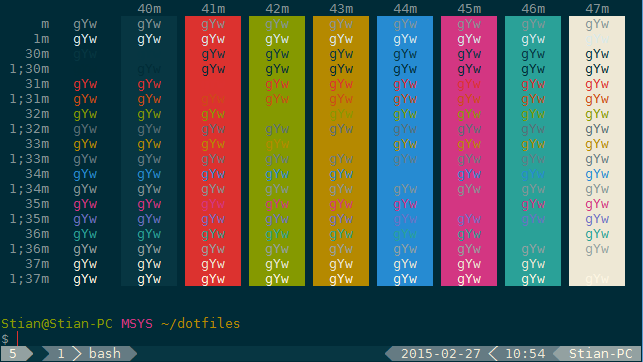 40m 41m 42m 43m 44m 45m 46m 47m
m gYw gYw gYw gYw gYw gYw gYw gYw gYw
1m gYw gYw gYw gYw gYw gYw gYw gYw gYw
30m gYw gYw gYw gYw gYw gYw gYw gYw
1;30m gYw gYw gYw gYw gYw gYw gYw gYw
31m gYw gYw gYw gYw gYw gYw gYw gYw
1;31m gYw gYw gYw gYw gYw gYw gYw gYw gYw
32m gYw gYw gYw gYw gYw gYw gYw gYw
1;32m gYw gYw gYw gYw gYw gYw gYw gYw gYw
33m gYw gYw gYw gYw gYw gYw gYw gYw
1;33m gYw gYw gYw gYw gYw gYw gYw gYw gYw
34m gYw gYw gYw gYw gYw gYw gYw gYw
1;34m gYw gYw gYw gYw gYw gYw gYw gYw gYw
35m gYw gYw gYw gYw gYw gYw gYw gYw
1;35m gYw gYw gYw gYw gYw gYw gYw gYw gYw
36m gYw gYw gYw gYw gYw gYw gYw gYw
1;36m gYw gYw gYw gYw gYw gYw gYw gYw gYw
37m gYw gYw gYw gYw gYw gYw gYw gYw
1;37m gYw gYw gYw gYw gYw gYw gYw gYw gYw
Stian@Stian-PC MSYS ~/dotfiles
$
5 1 bash 2015-02-27 10:54 Stian-PC